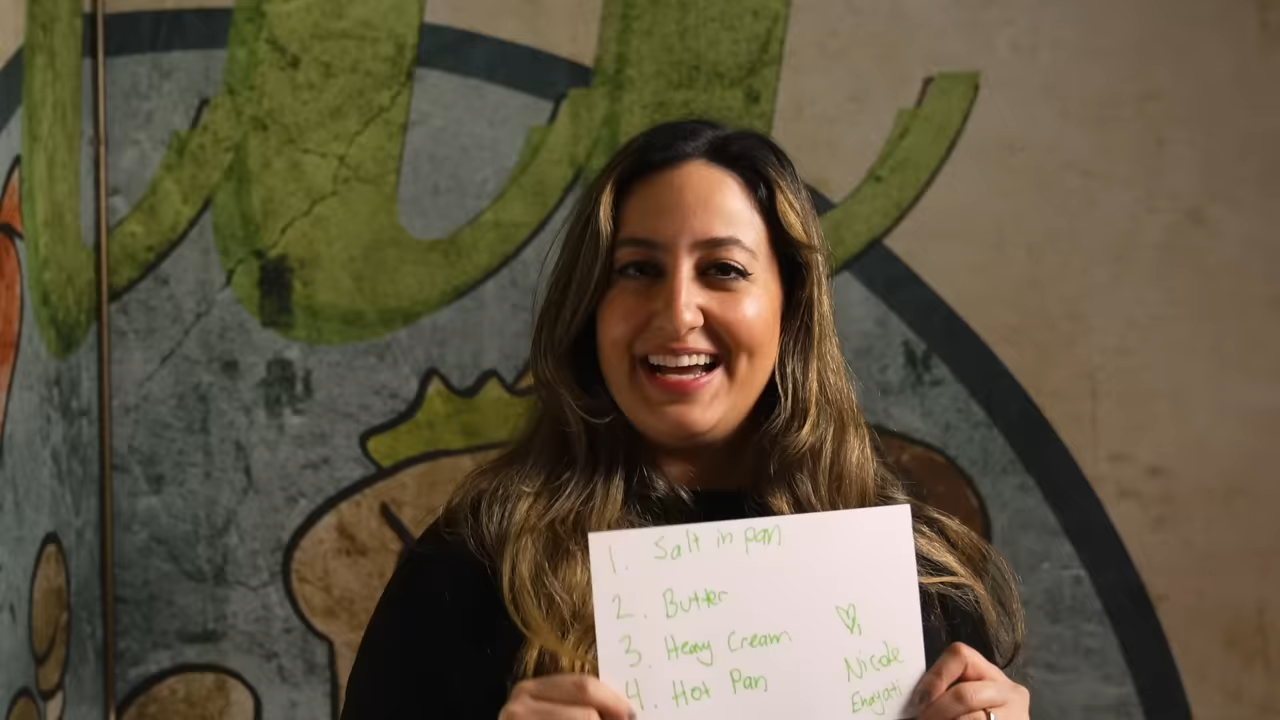 1. Salt in pan
2. Butter
3. Heavy Cream
4. Hot Pan
♡,
Nicole
Enayati